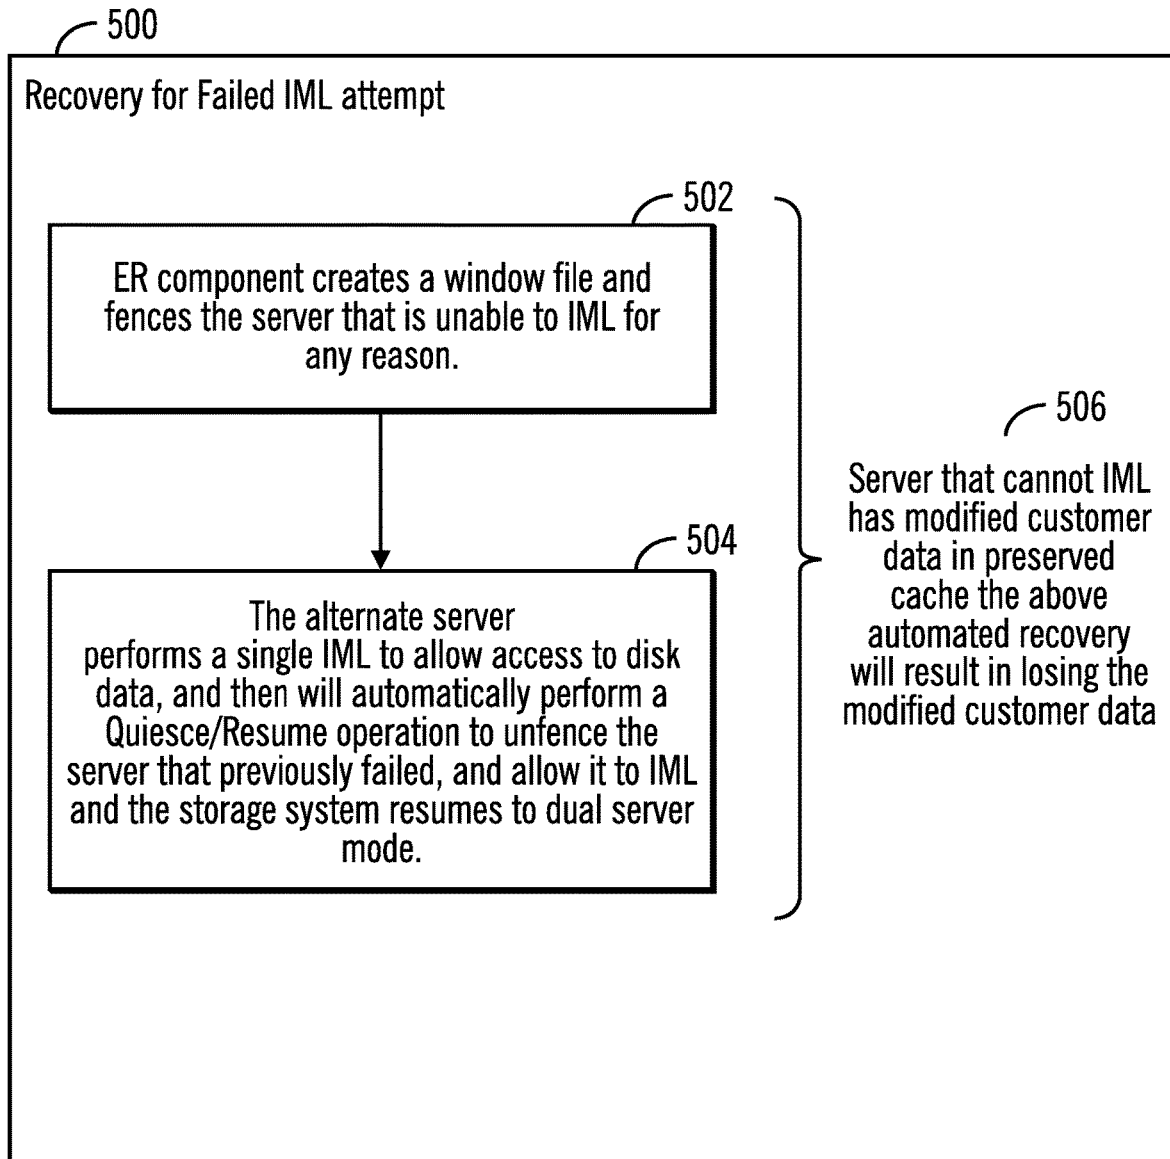 500
Recovery for Failed IML attempt
502
ER component creates a window file and
fences the server that is unable to IML for
any reason.
504
The alternate server
performs a single IML to allow access to disk
data, and then will automatically perform a
Quiesce/Resume operation to unfence the
server that previously failed, and allow it to IML
and the storage system resumes to dual server
mode.
506
Server that cannot IML
has modified customer
data in preserved
cache the above
automated recovery
will result in losing the
modified customer data